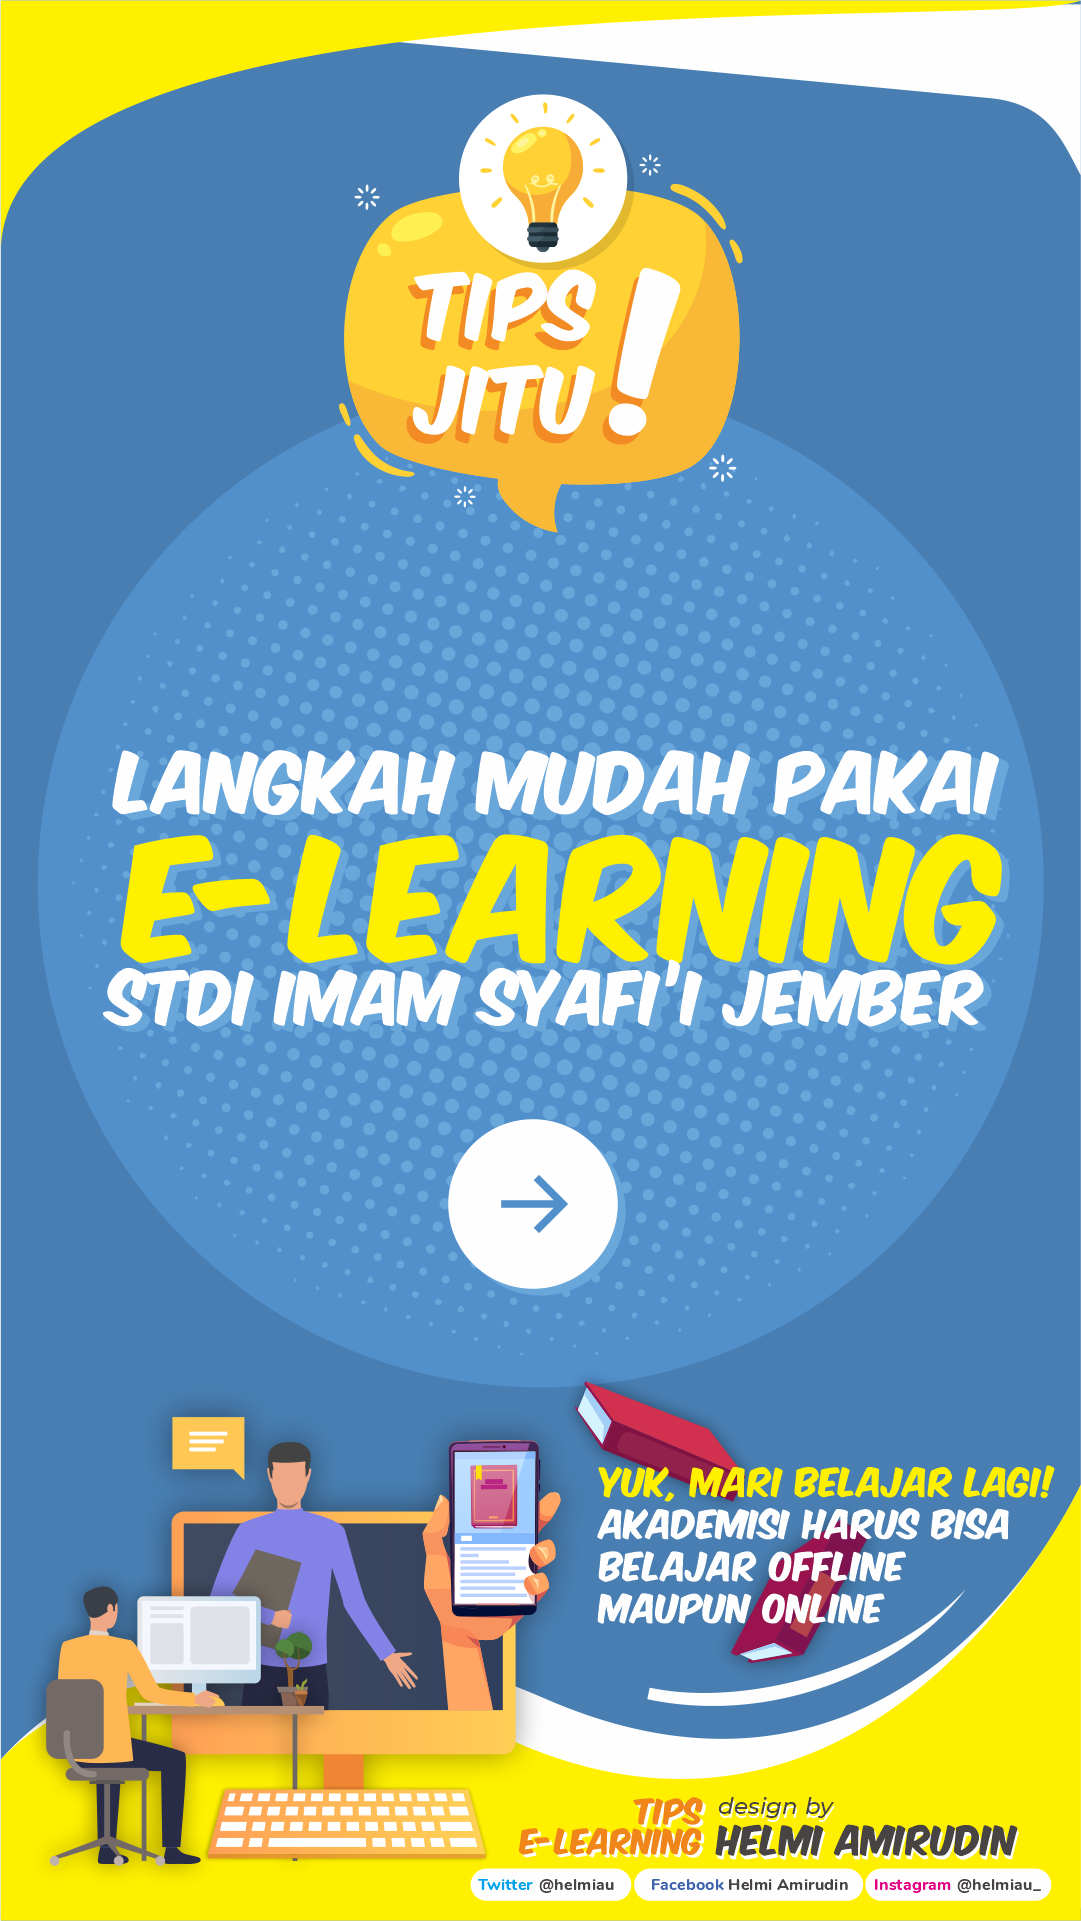 TIPS
JITU!
LANGKAH MUDAH PAKAI
E-LEARNING
STDI IMAM SYAFI'I JEMBER
YUK, MARI BELAJAR LAGI!
AKADEMISI HARUS BISA
BELAJAR OFFLINE
MAUPUN ONLINE
TIPS
E-LEARNING
design by
HELMI AMIRUDIN
Twitter @helmiau
Facebook Helmi Amirudin
Instagram @helmiau_